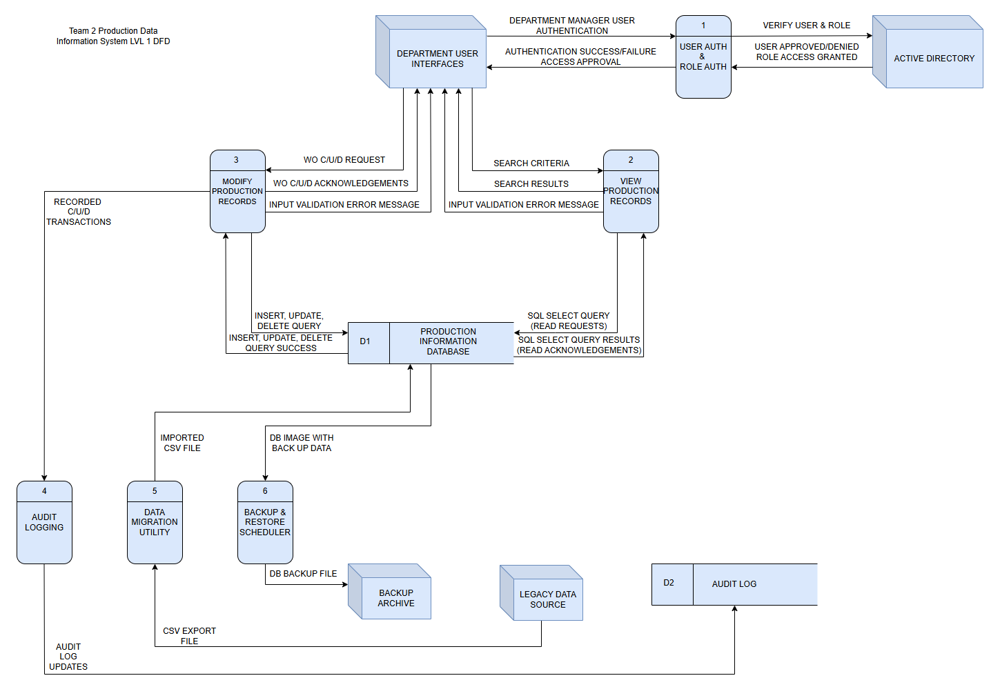 Team 2 Production Data
Information System LVL 1 DFD
DEPARTMENT USER
INTERFACES
DEPARTMENT MANAGER USER
AUTHENTICATION
AUTHENTICATION SUCCESS/FAILURE
ACCESS APPROVAL
1
USER AUTH
&
ROLE AUTH
VERIFY USER & ROLE
USER APPROVED/DENIED
ROLE ACCESS GRANTED
ACTIVE DIRECTORY
3
MODIFY
PRODUCTION
RECORDS
WO C/U/D REQUEST
WO C/U/D ACKNOWLEDGEMENTS
INPUT VALIDATION ERROR MESSAGE
SEARCH CRITERIA
SEARCH RESULTS
INPUT VALIDATION ERROR MESSAGE
2
VIEW
PRODUCTION
RECORDS
RECORDED
C/U/D
TRANSACTIONS
INSERT, UPDATE,
DELETE QUERY
INSERT, UPDATE, DELETE
QUERY SUCCESS
D1
PRODUCTION
INFORMATION
DATABASE
SQL SELECT QUERY
(READ REQUESTS)
SQL SELECT QUERY RESULTS
(READ ACKNOWLEDGEMENTS)
IMPORTED
CSV FILE
DB IMAGE WITH
BACK UP DATA
4
AUDIT
LOGGING
5
DATA
MIGRATION
UTILITY
6
BACKUP &
RESTORE
SCHEDULER
DB BACKUP FILE
BACKUP
ARCHIVE
LEGACY DATA
SOURCE
D2
AUDIT LOG
CSV EXPORT
FILE
AUDIT
LOG
UPDATES